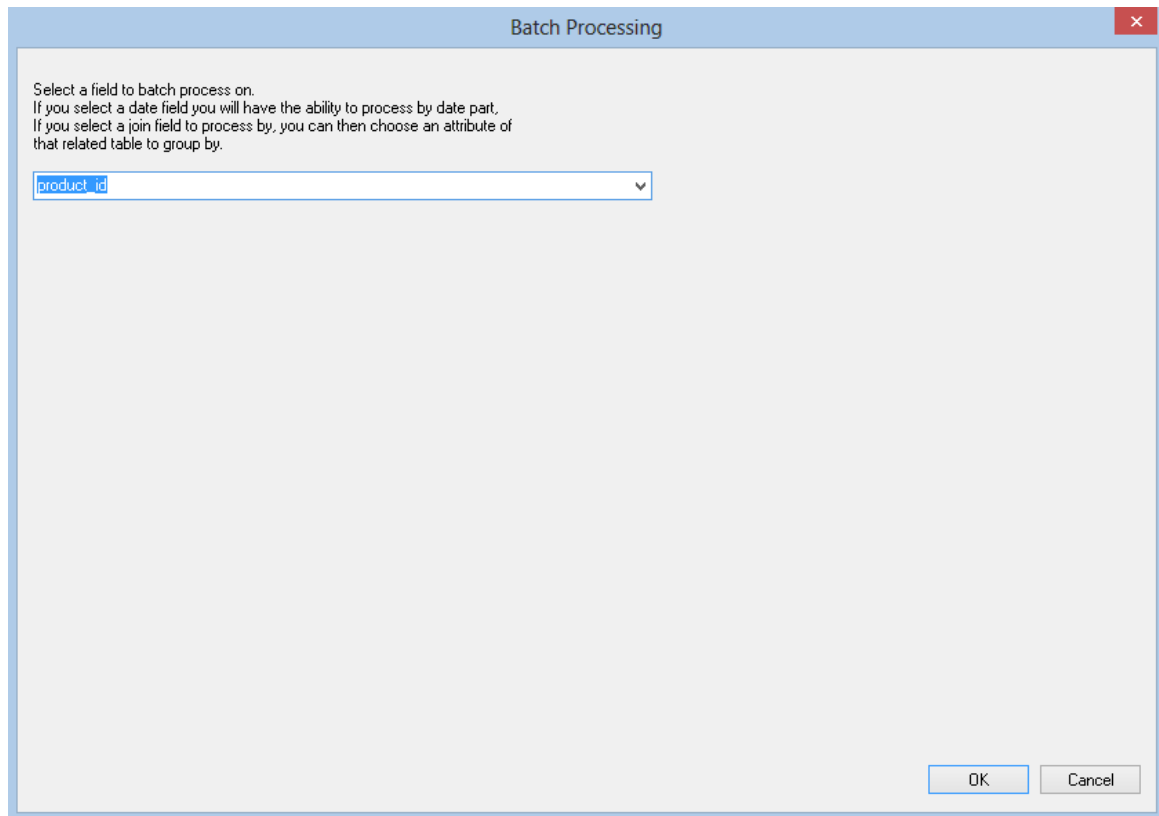 Batch Processing
Select a field to batch process on.
If you select a date field you will have the ability to process by date part,
If you select a join field to process by, you can then choose an attribute of
that related table to group by.
product_id
OK
Cancel